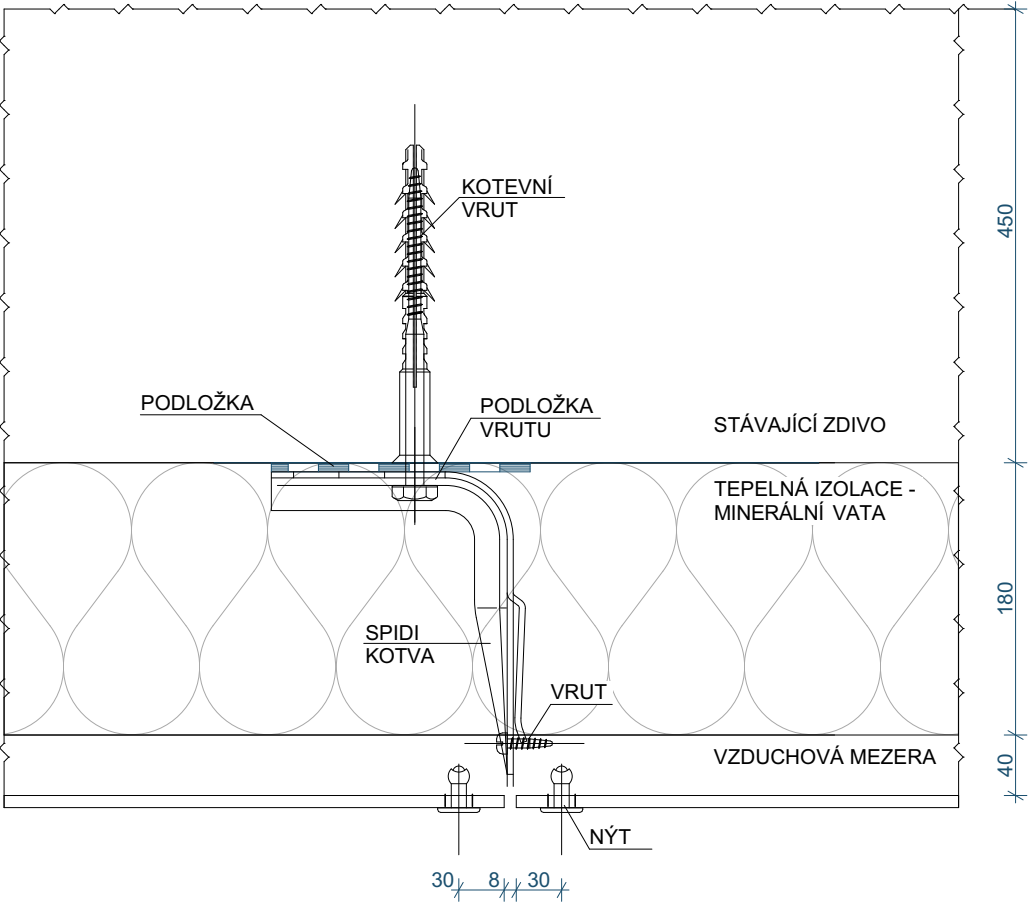 KOTEVNÍ
VRUT
450
PODLOŽKA
PODLOŽKA
VRUTU
STÁVAJÍCÍ ZDIVO
TEPELNÁ IZOLACE -
MINERÁLNÍ VATA
180
SPIDI
KOTVA
VRUT
VZDUCHOVÁ MEZERA
40
NÝT
30 8 30